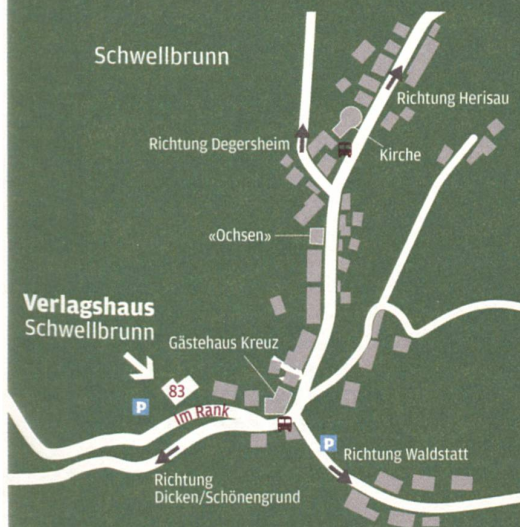 Schwellbrunn
Richtung Herisau
Richtung Degersheim
Kirche
«Ochsen»
Verlagshaus
Schwellbrunn
Gästehaus Kreuz
83
P
Im Rank
P
Richtung Waldstatt
Richtung
Dicken/Schönengrund